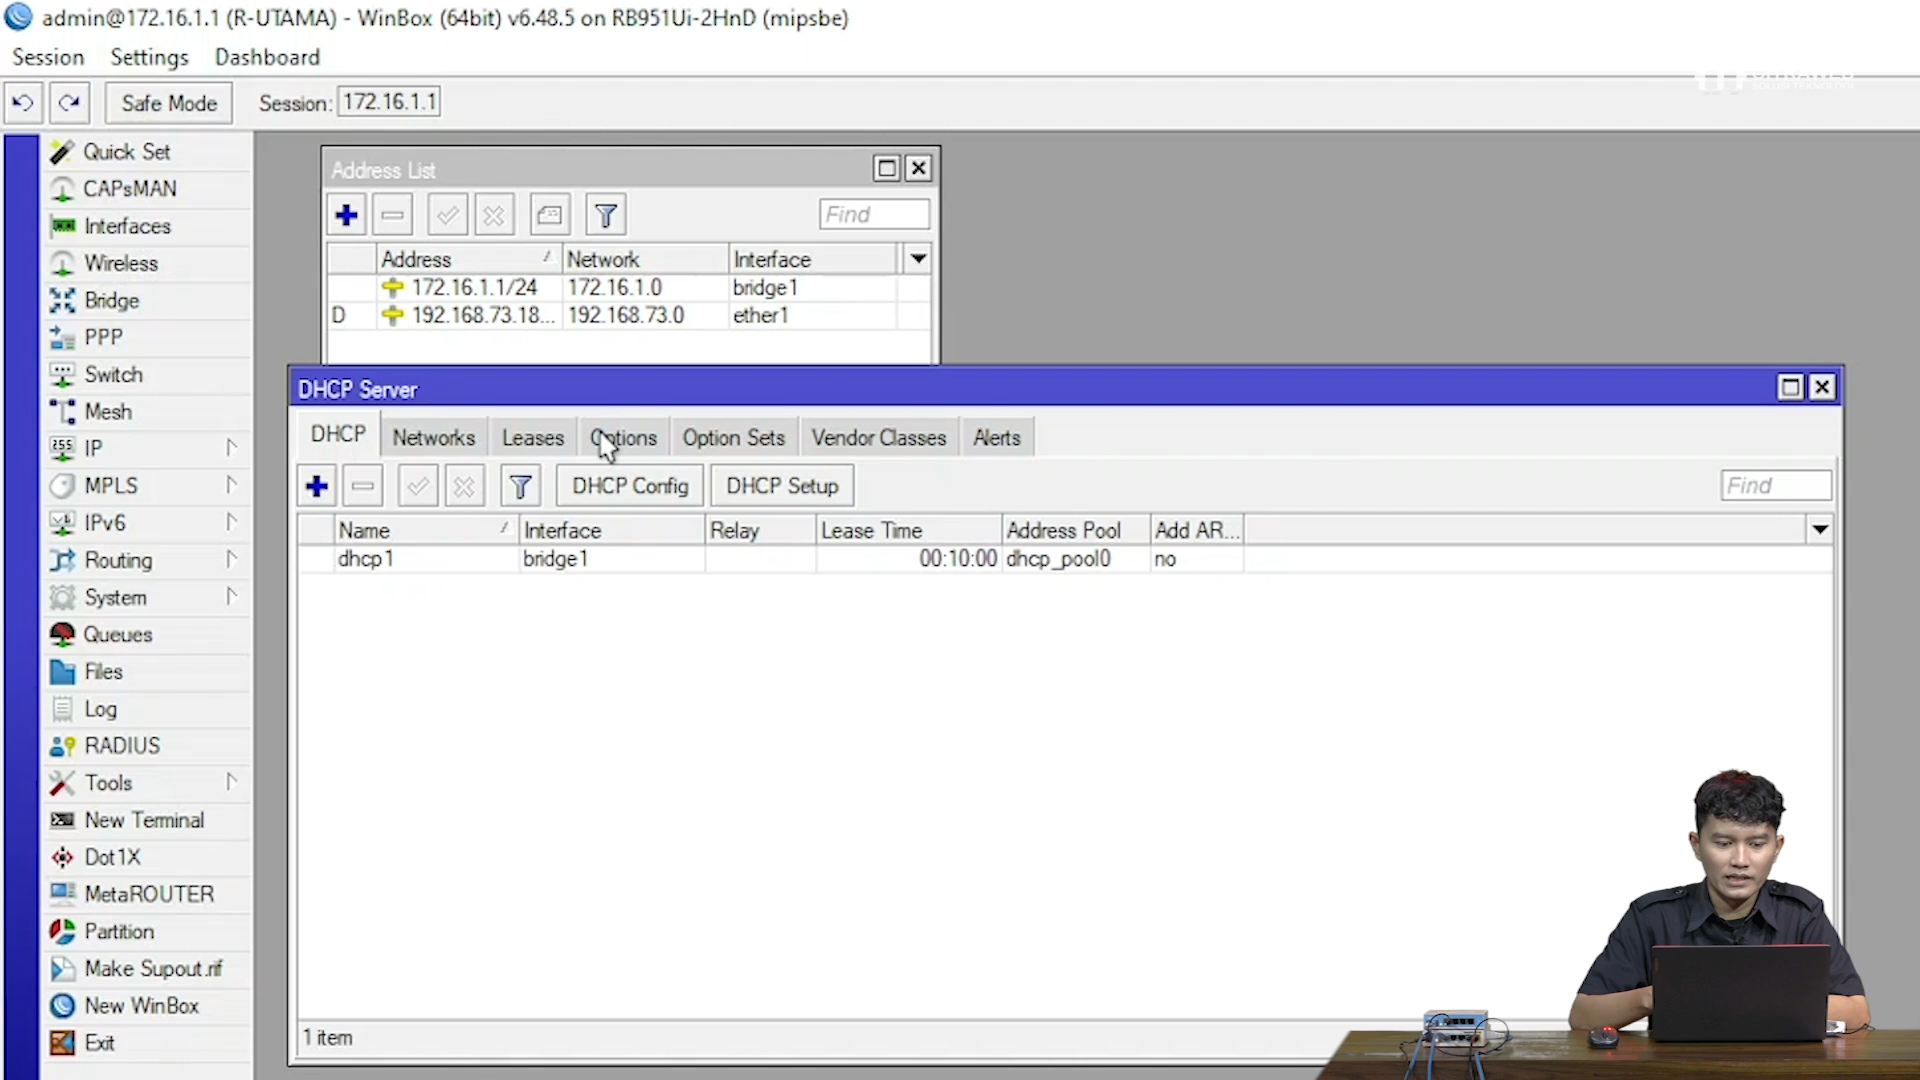 admin@172.16.1.1 (R-UTAMA) - WinBox (64bit) v6.48.5 on RB951Ui-2HnD (mipsbe)
Session Settings Dashboard
Safe Mode Session: 172.16.1.1
Quick Set
CAPsMAN
Interfaces
Wireless
Bridge
PPP
Switch
Mesh
IP
MPLS
IPv6
Routing
System
Queues
Files
Log
RADIUS
Tools
New Terminal
Dot1X
MetaROUTER
Partition
Make Supout.rif
New WinBox
Exit
Address List
Find
Address Network Interface
172.16.1.1/24 172.16.1.0 bridge1
D 192.168.73.18... 192.168.73.0 ether1
DHCP Server
DHCP Networks Leases Options Option Sets Vendor Classes Alerts
DHCP Config DHCP Setup Find
Name Interface Relay Lease Time Address Pool Add AR...
dhcp1 bridge1 00:10:00 dhcp_pool0 no
1 item